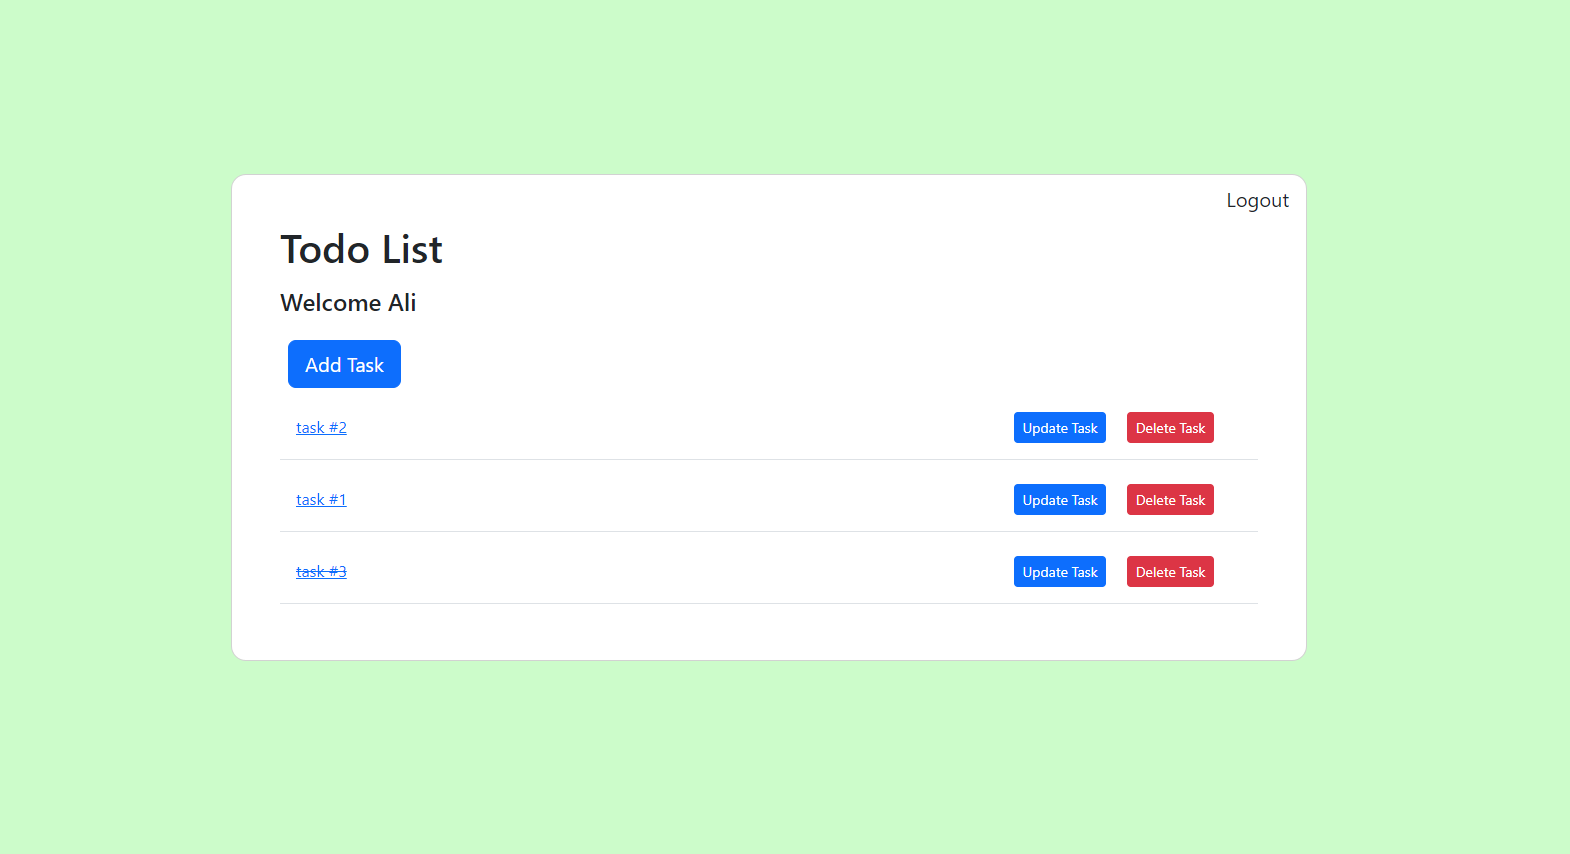 Logout
Todo List
Welcome Ali
Add Task
task #2 Update Task Delete Task
task #1 Update Task Delete Task
task #3 Update Task Delete Task